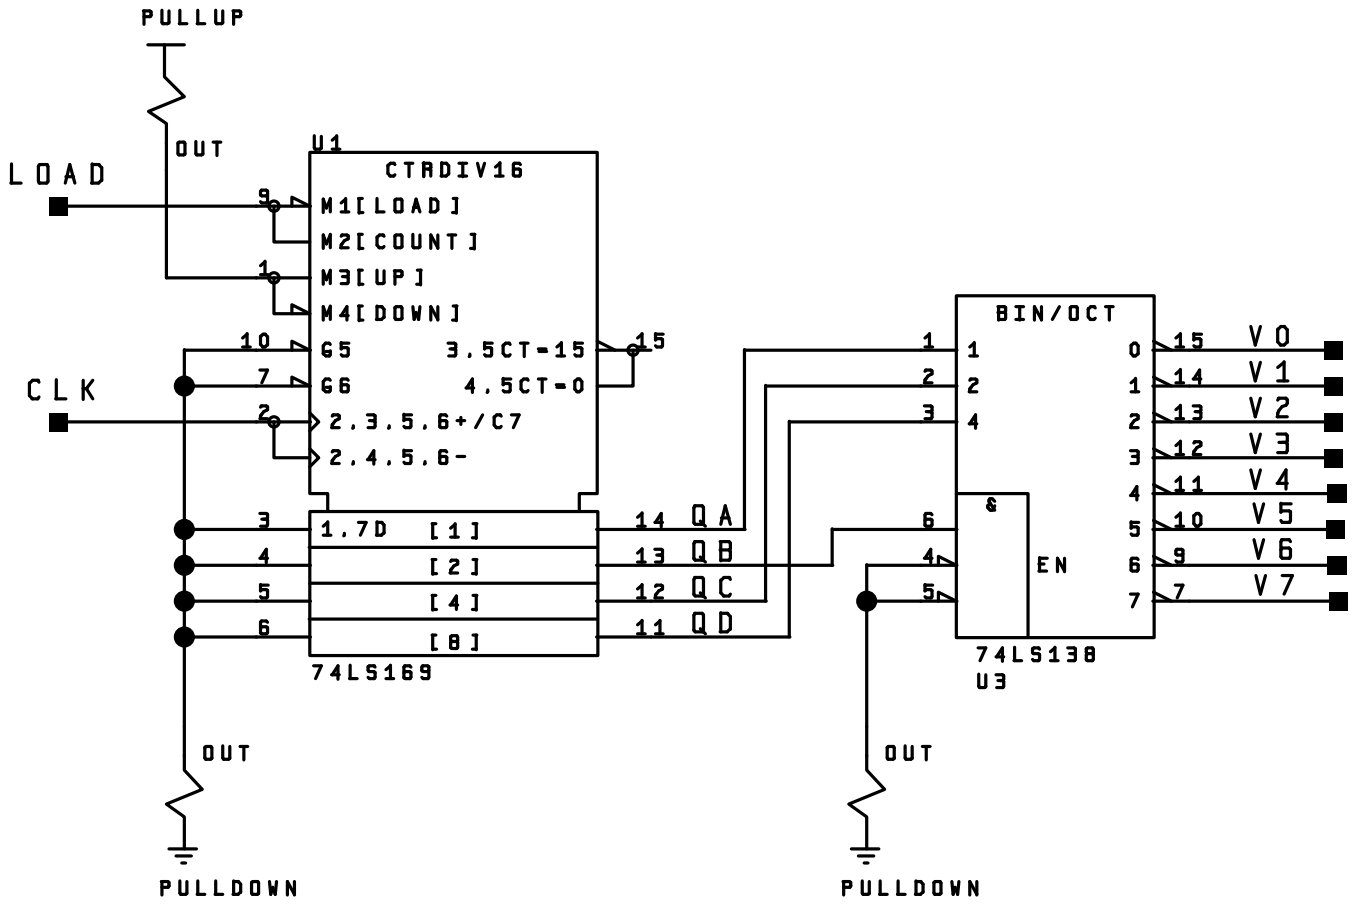 PULLUP
OUT
LOAD
U1
CTRDIV16
9
M1[LOAD]
M2[COUNT]
1
M3[UP]
M4[DOWN]
10
G5
3,5CT=15
15
7
G6
4,5CT=0
CLK
2
2,3,5,6+/C7
2,4,5,6-
3
1,7D
[1]
14
QA
4
[2]
13
QB
5
[4]
12
QC
6
[8]
11
QD
74LS169
OUT
PULLDOWN
BIN/OCT
1
1
0
15
V0
2
2
1
14
V1
3
4
2
13
V2
3
12
V3
4
11
V4
&
6
5
10
V5
4
EN
6
9
V6
5
7
7
V7
74LS138
U3
OUT
PULLDOWN